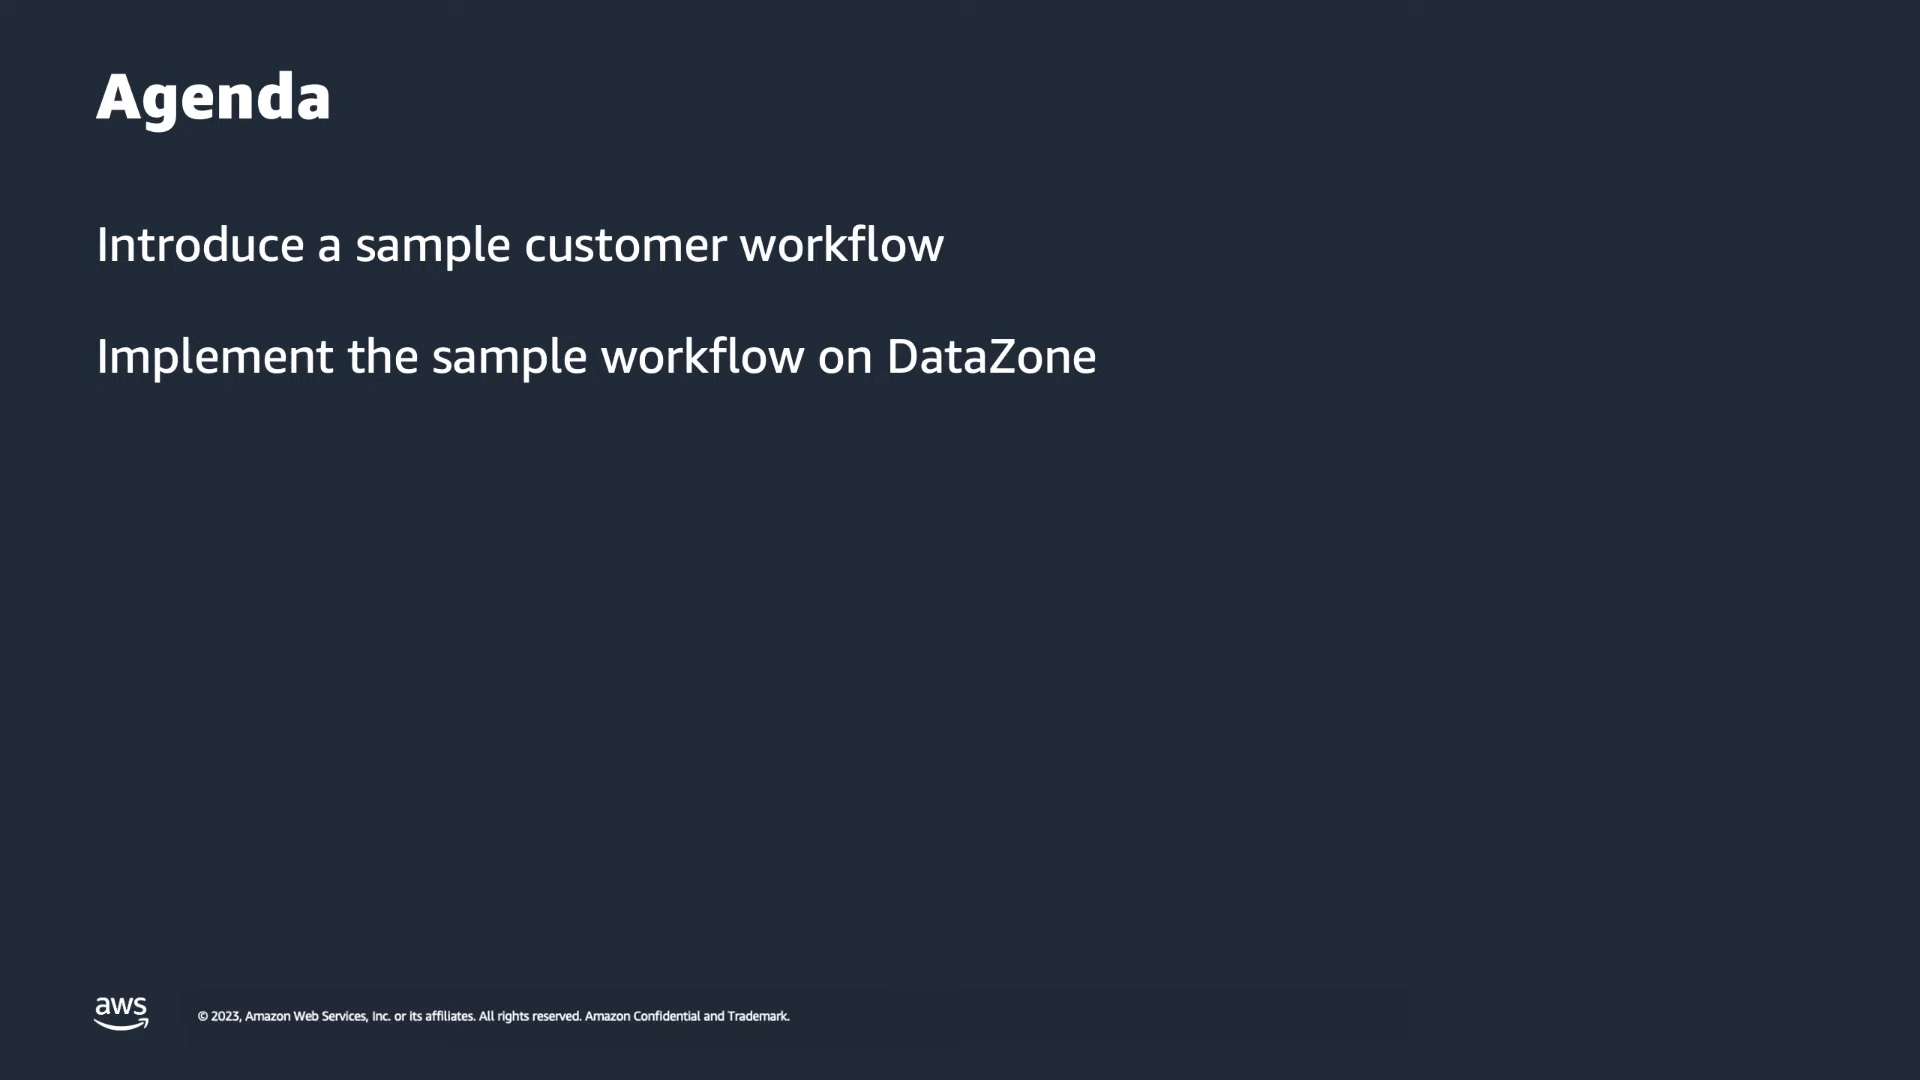 Agenda
Introduce a sample customer workflow
Implement the sample workflow on DataZone
aws
© 2023, Amazon Web Services, Inc. or its affiliates. All rights reserved. Amazon Confidential and Trademark.